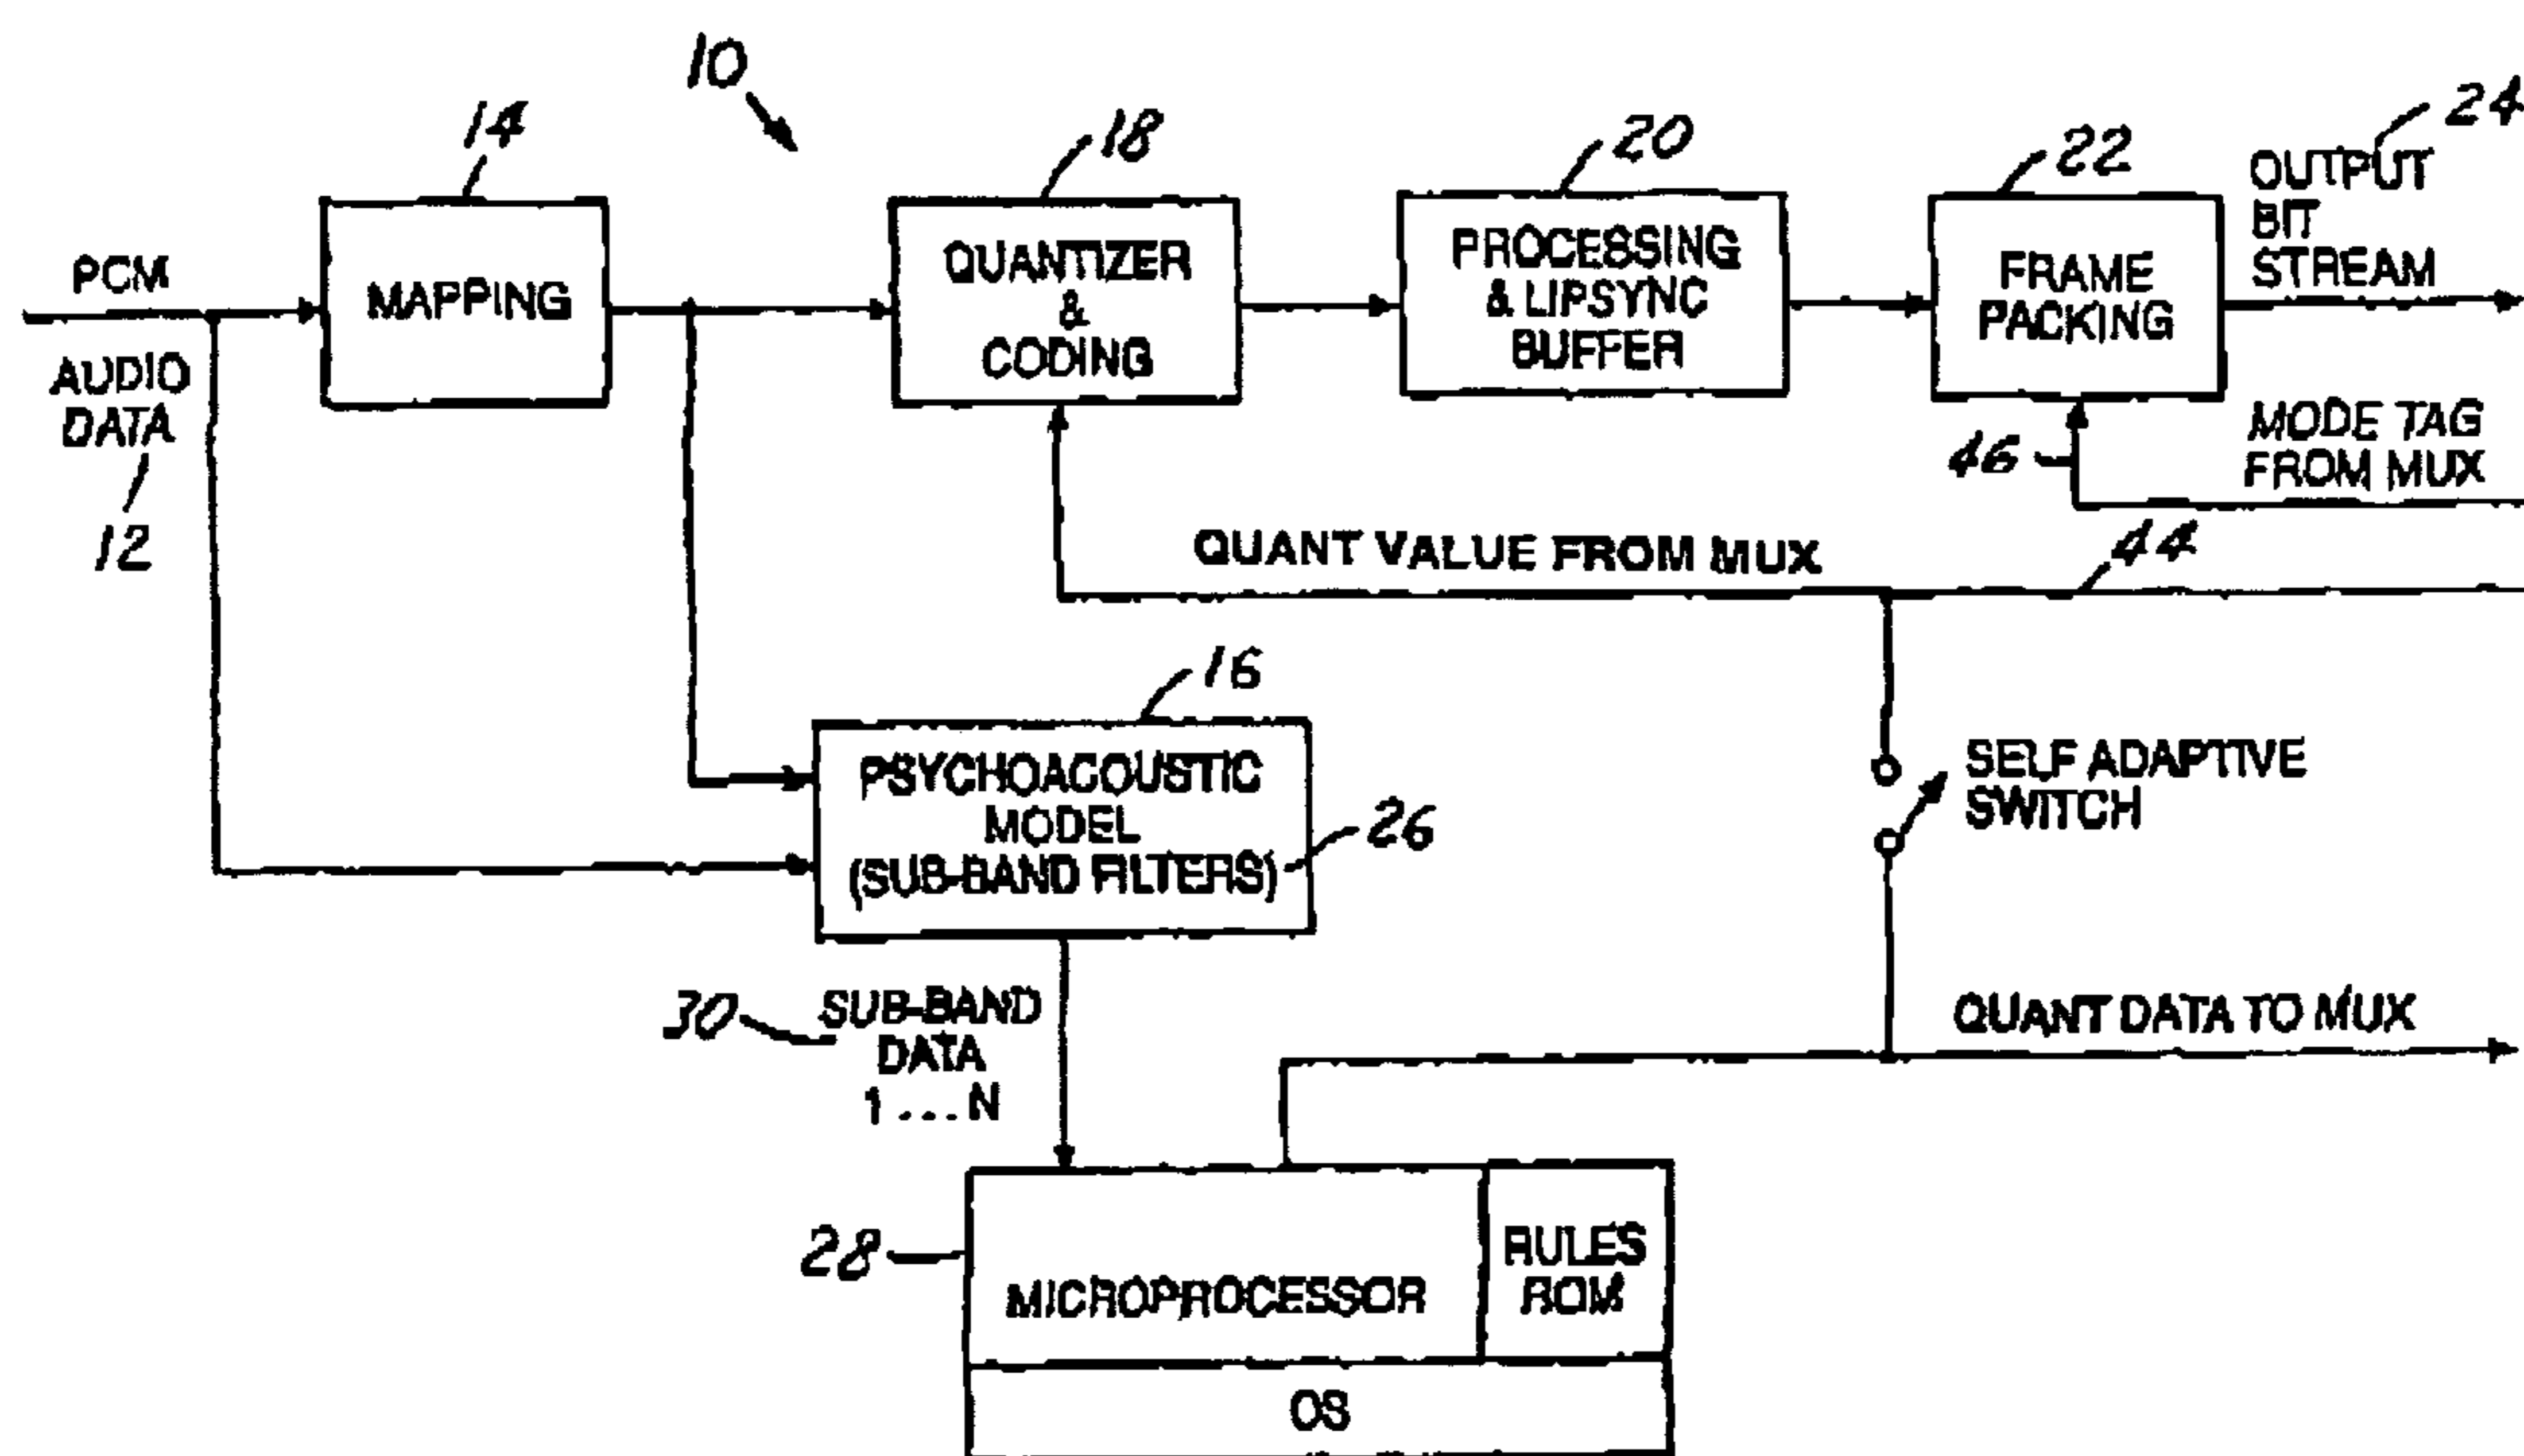 10
14
18
20
22
24
PCM
AUDIO
DATA
12
MAPPING
QUANTIZER
&
CODING
PROCESSING
& LIPSYNC
BUFFER
FRAME
PACKING
OUTPUT
BIT
STREAM
46
MODE TAG
FROM MUX
QUANT VALUE FROM MUX
44
16
PSYCHOACOUSTIC
MODEL
(SUB-BAND FILTERS)
26
SELF ADAPTIVE
SWITCH
30
SUB-BAND
DATA
1 . . . N
QUANT DATA TO MUX
28
MICROPROCESSOR
RULES
ROM
OS